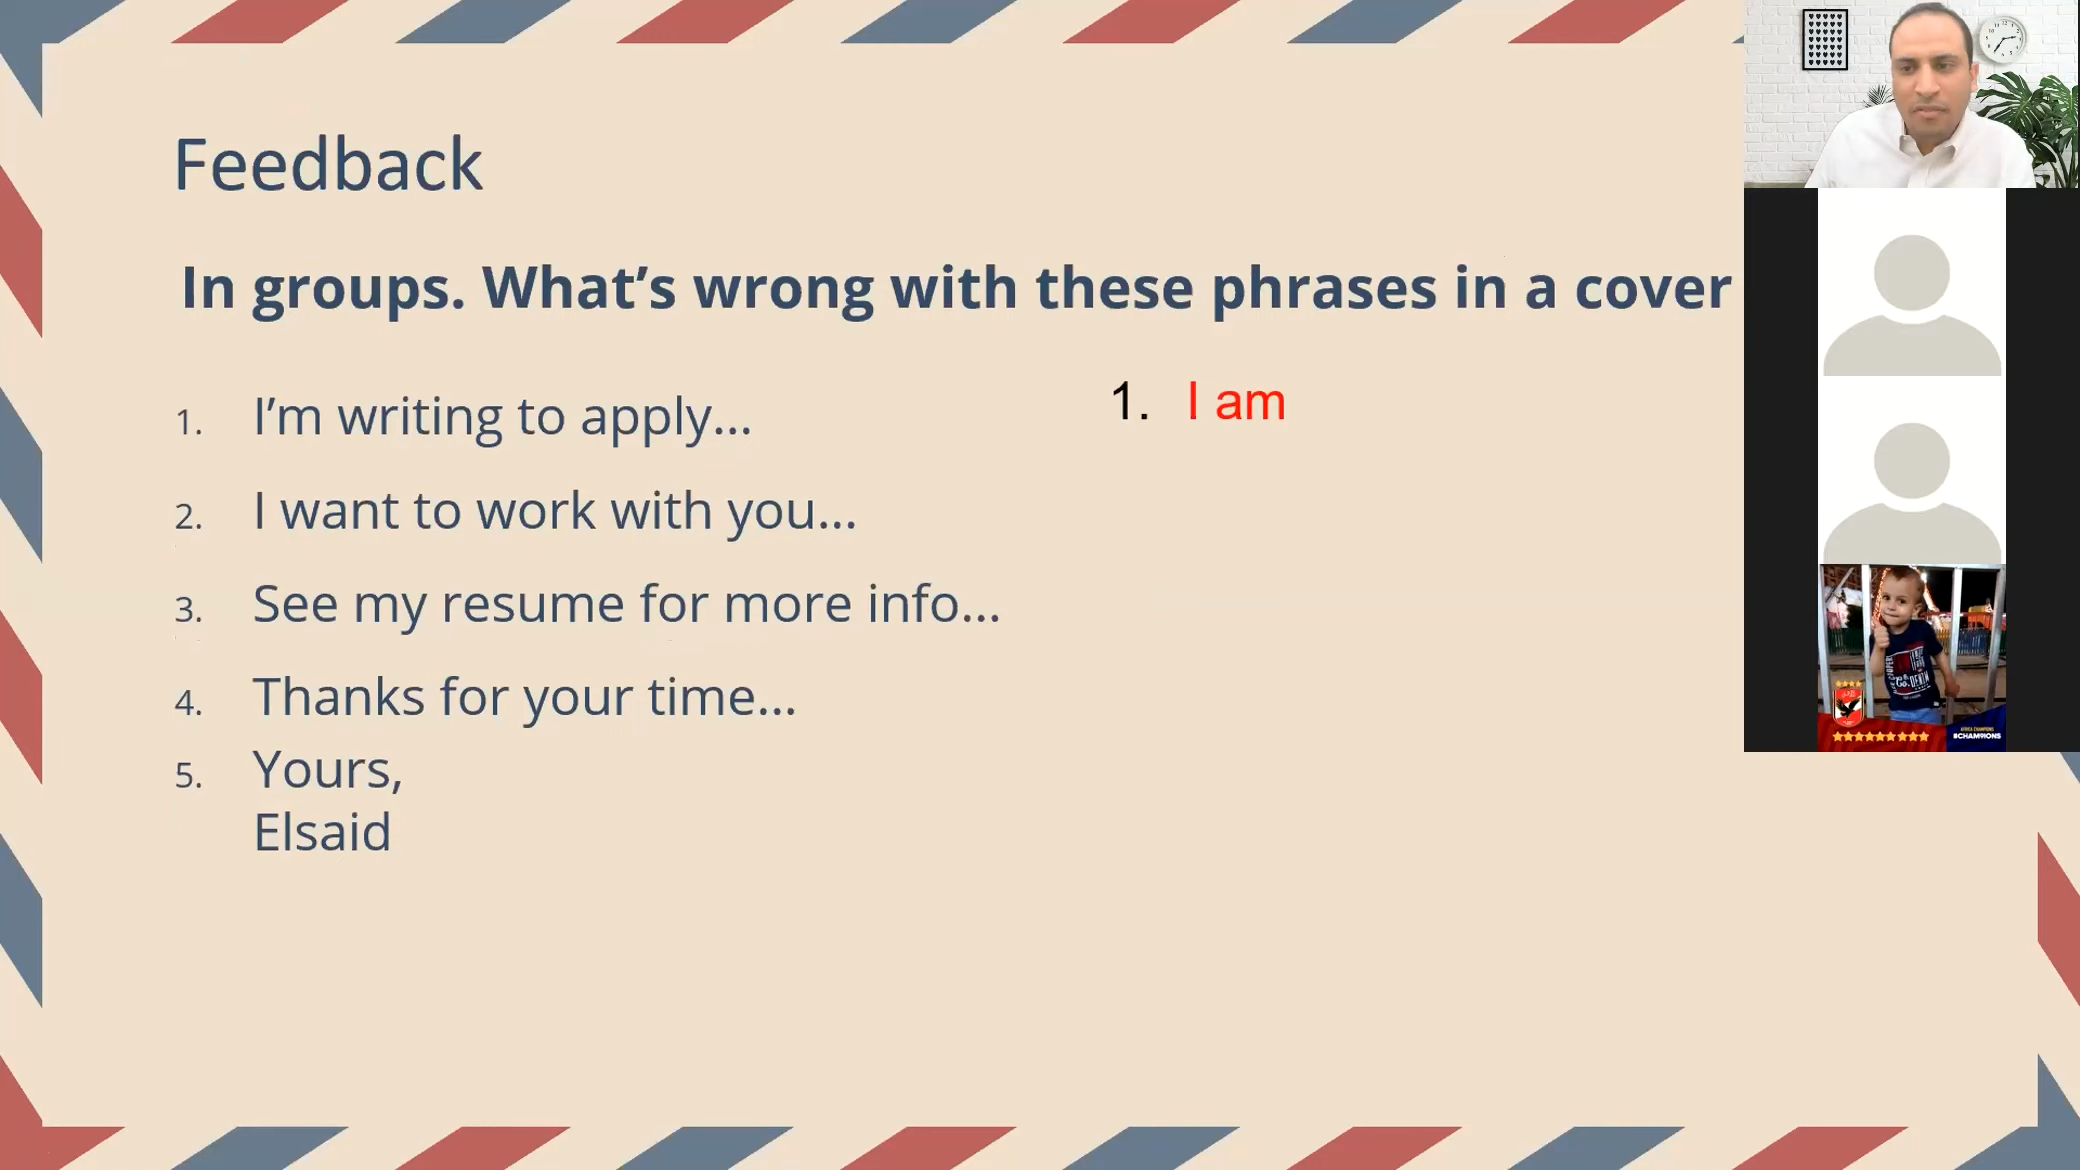 Feedback
In groups. What’s wrong with these phrases in a cover
1. I’m writing to apply...
2. I want to work with you...
3. See my resume for more info...
4. Thanks for your time...
5. Yours,
Elsaid
1. I am
#CHAM9IONS